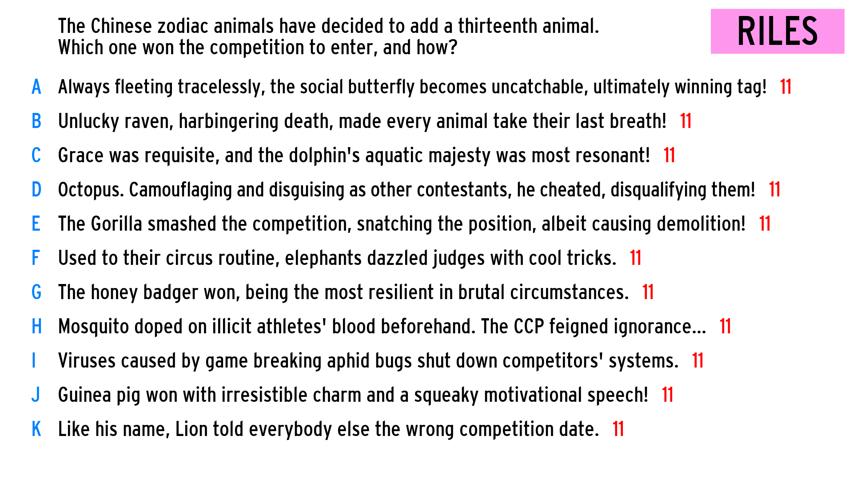 The Chinese zodiac animals have decided to add a thirteenth animal.
Which one won the competition to enter, and how?
RILES
A Always fleeting tracelessly, the social butterfly becomes uncatchable, ultimately winning tag! 11
B Unlucky raven, harbingering death, made every animal take their last breath! 11
C Grace was requisite, and the dolphin's aquatic majesty was most resonant! 11
D Octopus. Camouflaging and disguising as other contestants, he cheated, disqualifying them! 11
E The Gorilla smashed the competition, snatching the position, albeit causing demolition! 11
F Used to their circus routine, elephants dazzled judges with cool tricks. 11
G The honey badger won, being the most resilient in brutal circumstances. 11
H Mosquito doped on illicit athletes' blood beforehand. The CCP feigned ignorance... 11
I Viruses caused by game breaking aphid bugs shut down competitors' systems. 11
J Guinea pig won with irresistible charm and a squeaky motivational speech! 11
K Like his name, Lion told everybody else the wrong competition date. 11